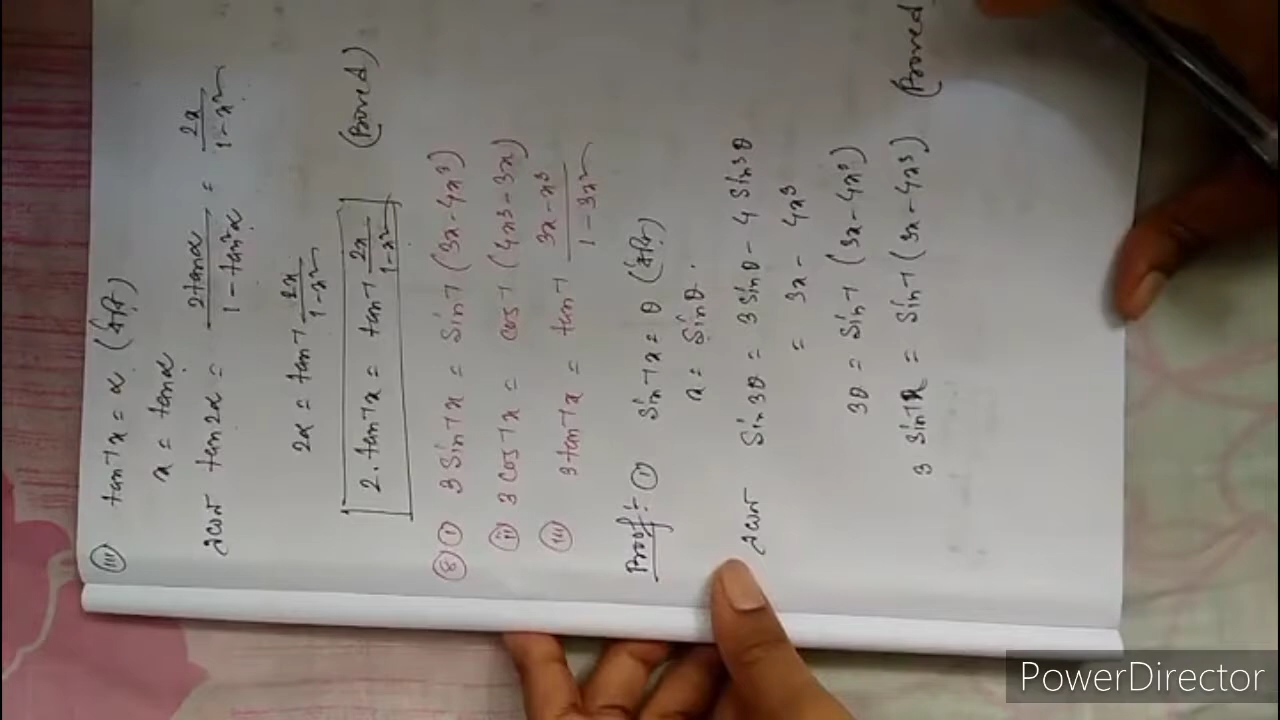 (iii) tan⁻¹x = α (ধরি)
x = tanα
এখন tan2α = 2tanα / 1 - tan²α = 2x / 1 - x²
2α = tan⁻¹ 2x / 1-x²
2. tan⁻¹x = tan⁻¹ 2x / 1-x² (Proved)
(8) (i) 3 Sin⁻¹x = Sin⁻¹ (3x - 4x³)
(ii) 3 cos⁻¹x = cos⁻¹ (4x³ - 3x)
(iii) 3 tan⁻¹x = tan⁻¹ 3x - x³ / 1 - 3x²
Proof :- (i) Sin⁻¹x = θ (ধরি)
x = Sinθ.
এখন Sin3θ = 3 Sinθ - 4 Sin³θ
= 3x - 4x³
3θ = Sin⁻¹ (3x - 4x³)
3 Sin⁻¹x = Sin⁻¹ (3x - 4x³) (Proved)
PowerDirector